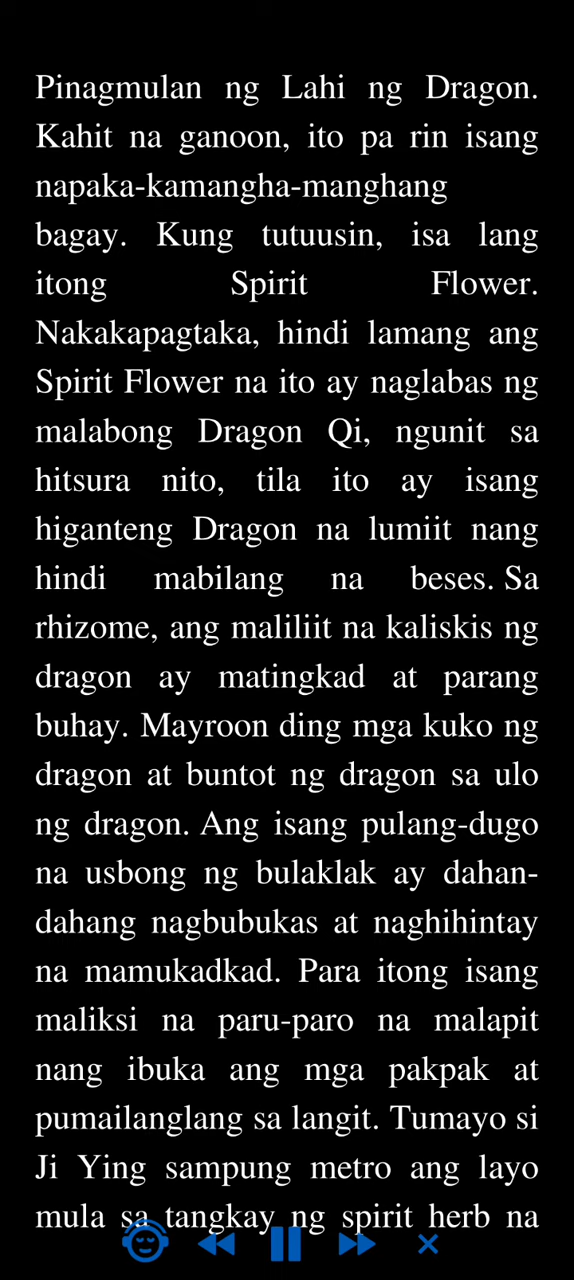 Pinagmulan ng Lahi ng Dragon.
Kahit na ganoon, ito pa rin isang
napaka-kamangha-manghang
bagay. Kung tutuusin, isa lang
itong Spirit Flower.
Nakakapagtaka, hindi lamang ang
Spirit Flower na ito ay naglabas ng
malabong Dragon Qi, ngunit sa
hitsura nito, tila ito ay isang
higanteng Dragon na lumiit nang
hindi mabilang na beses. Sa
rhizome, ang maliliit na kaliskis ng
dragon ay matingkad at parang
buhay. Mayroon ding mga kuko ng
dragon at buntot ng dragon sa ulo
ng dragon. Ang isang pulang-dugo
na usbong ng bulaklak ay dahan-
dahang nagbubukas at naghihintay
na mamukadkad. Para itong isang
maliksi na paru-paro na malapit
nang ibuka ang mga pakpak at
pumailanglang sa langit. Tumayo si
Ji Ying sampung metro ang layo
mula sa tangkay ng spirit herb na